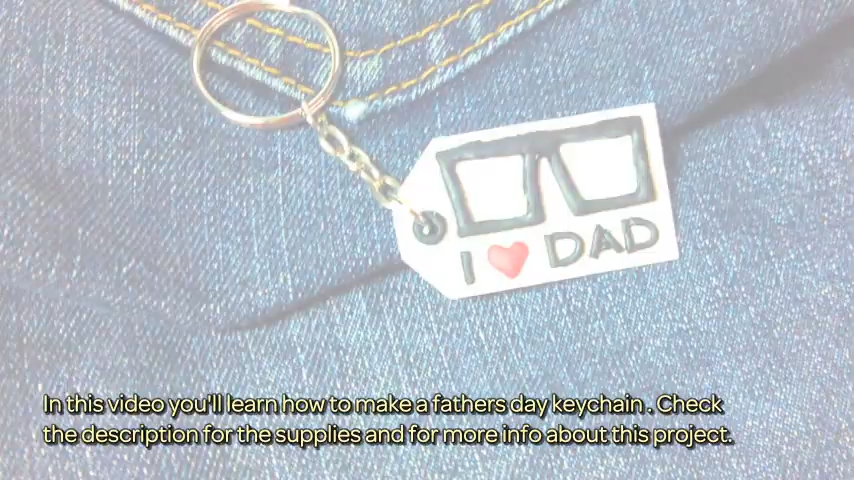 I ❤ DAD
In this video you'll learn how to make a fathers day keychain . Check
the description for the supplies and for more info about this project.